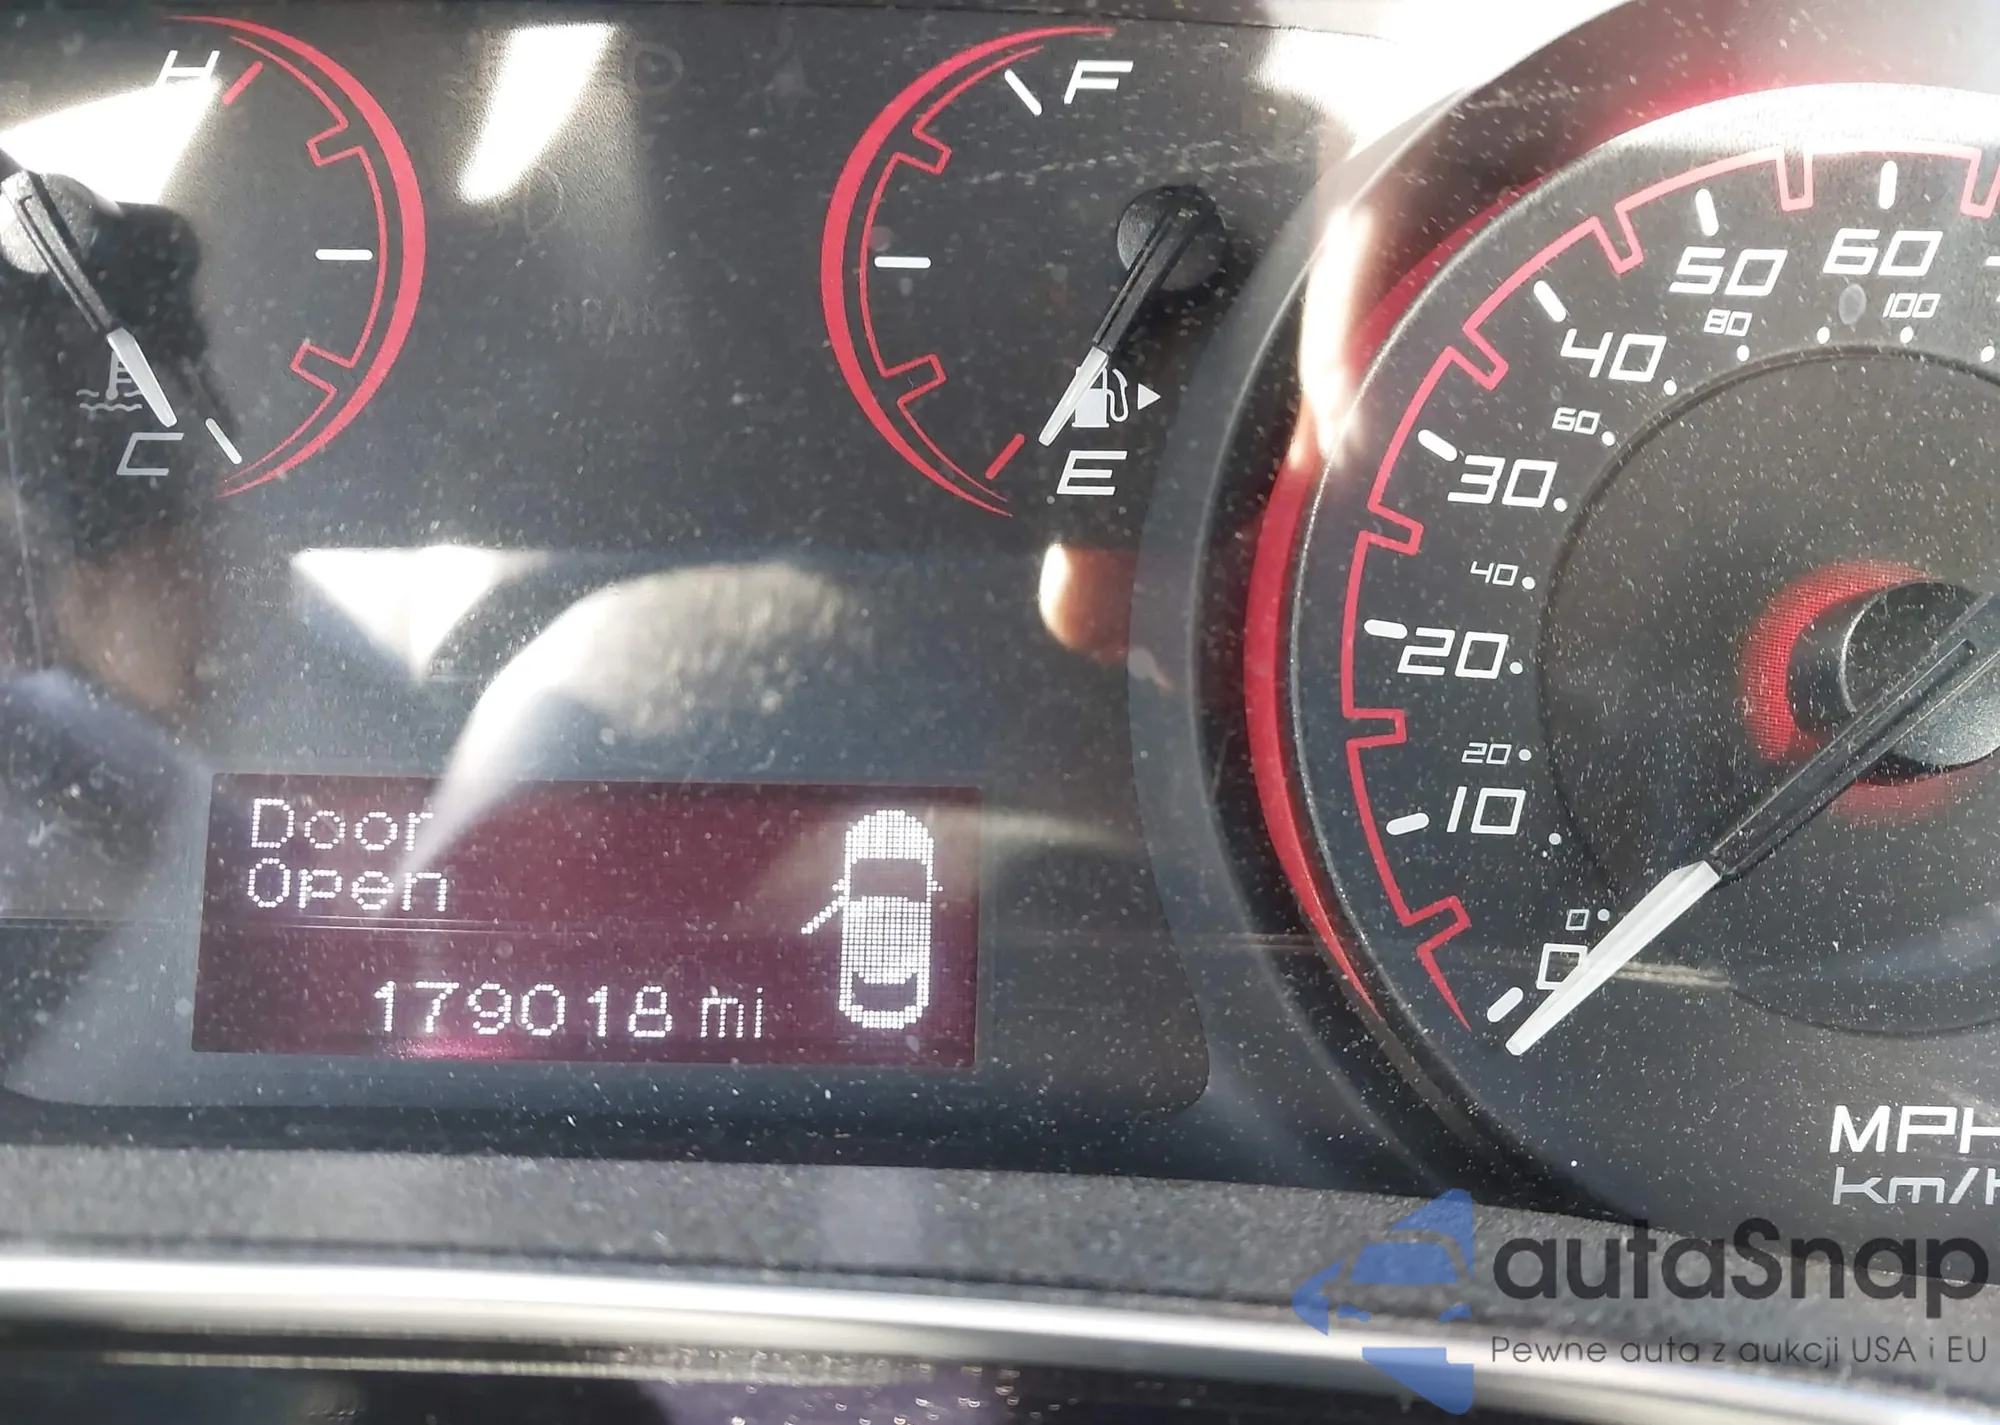 H
F
C
E
50
60
80
100
40
60
30
40
20
20
10
0
0
Door
Open
179018 mi
MPH
km/H
autaSnap
Pewne auta z aukcji USA i EU